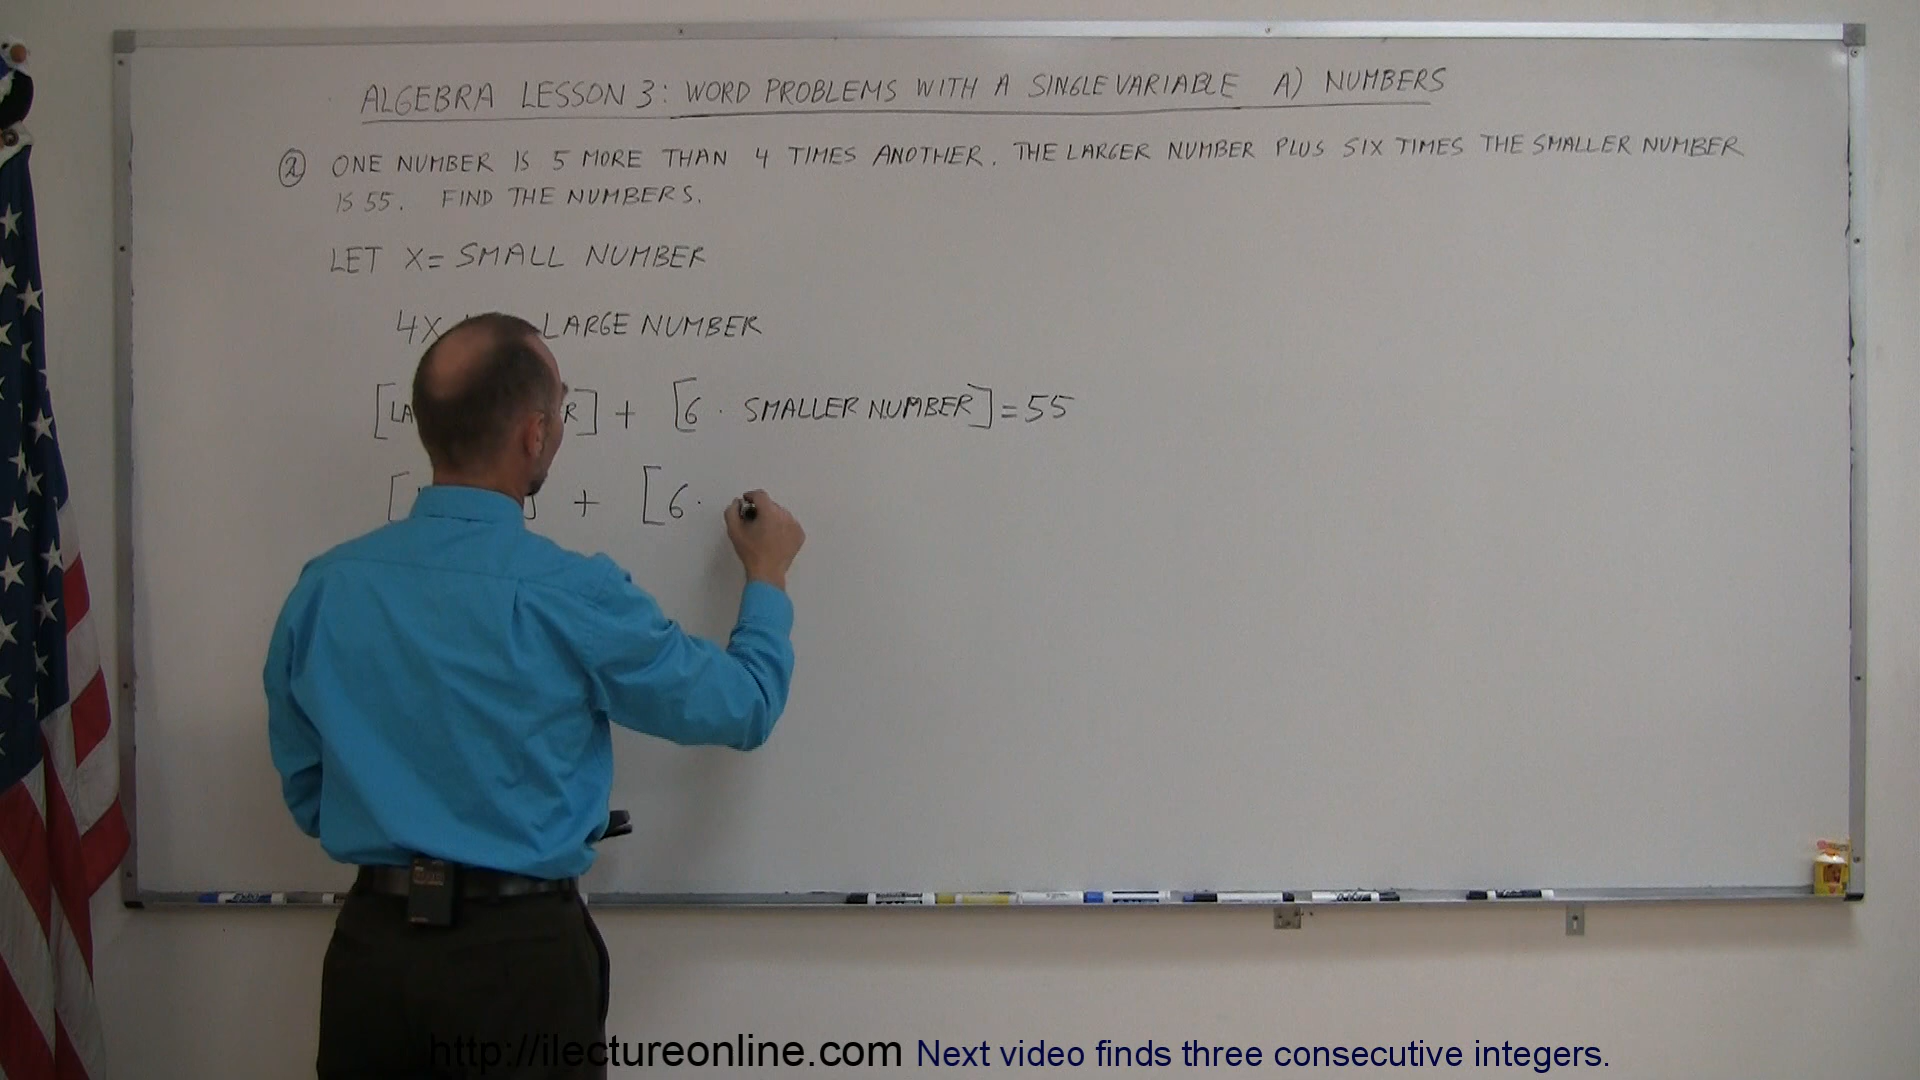 ALGEBRA LESSON 3: WORD PROBLEMS WITH A SINGLE VARIABLE A) NUMBERS
② ONE NUMBER IS 5 MORE THAN 4 TIMES ANOTHER. THE LARGER NUMBER PLUS SIX TIMES THE SMALLER NUMBER
IS 55. FIND THE NUMBERS.
LET X = SMALL NUMBER
4X LARGE NUMBER
[LA R] + [6 · SMALLER NUMBER] = 55
[ ] + [6 ·
http://ilectureonline.com Next video finds three consecutive integers.